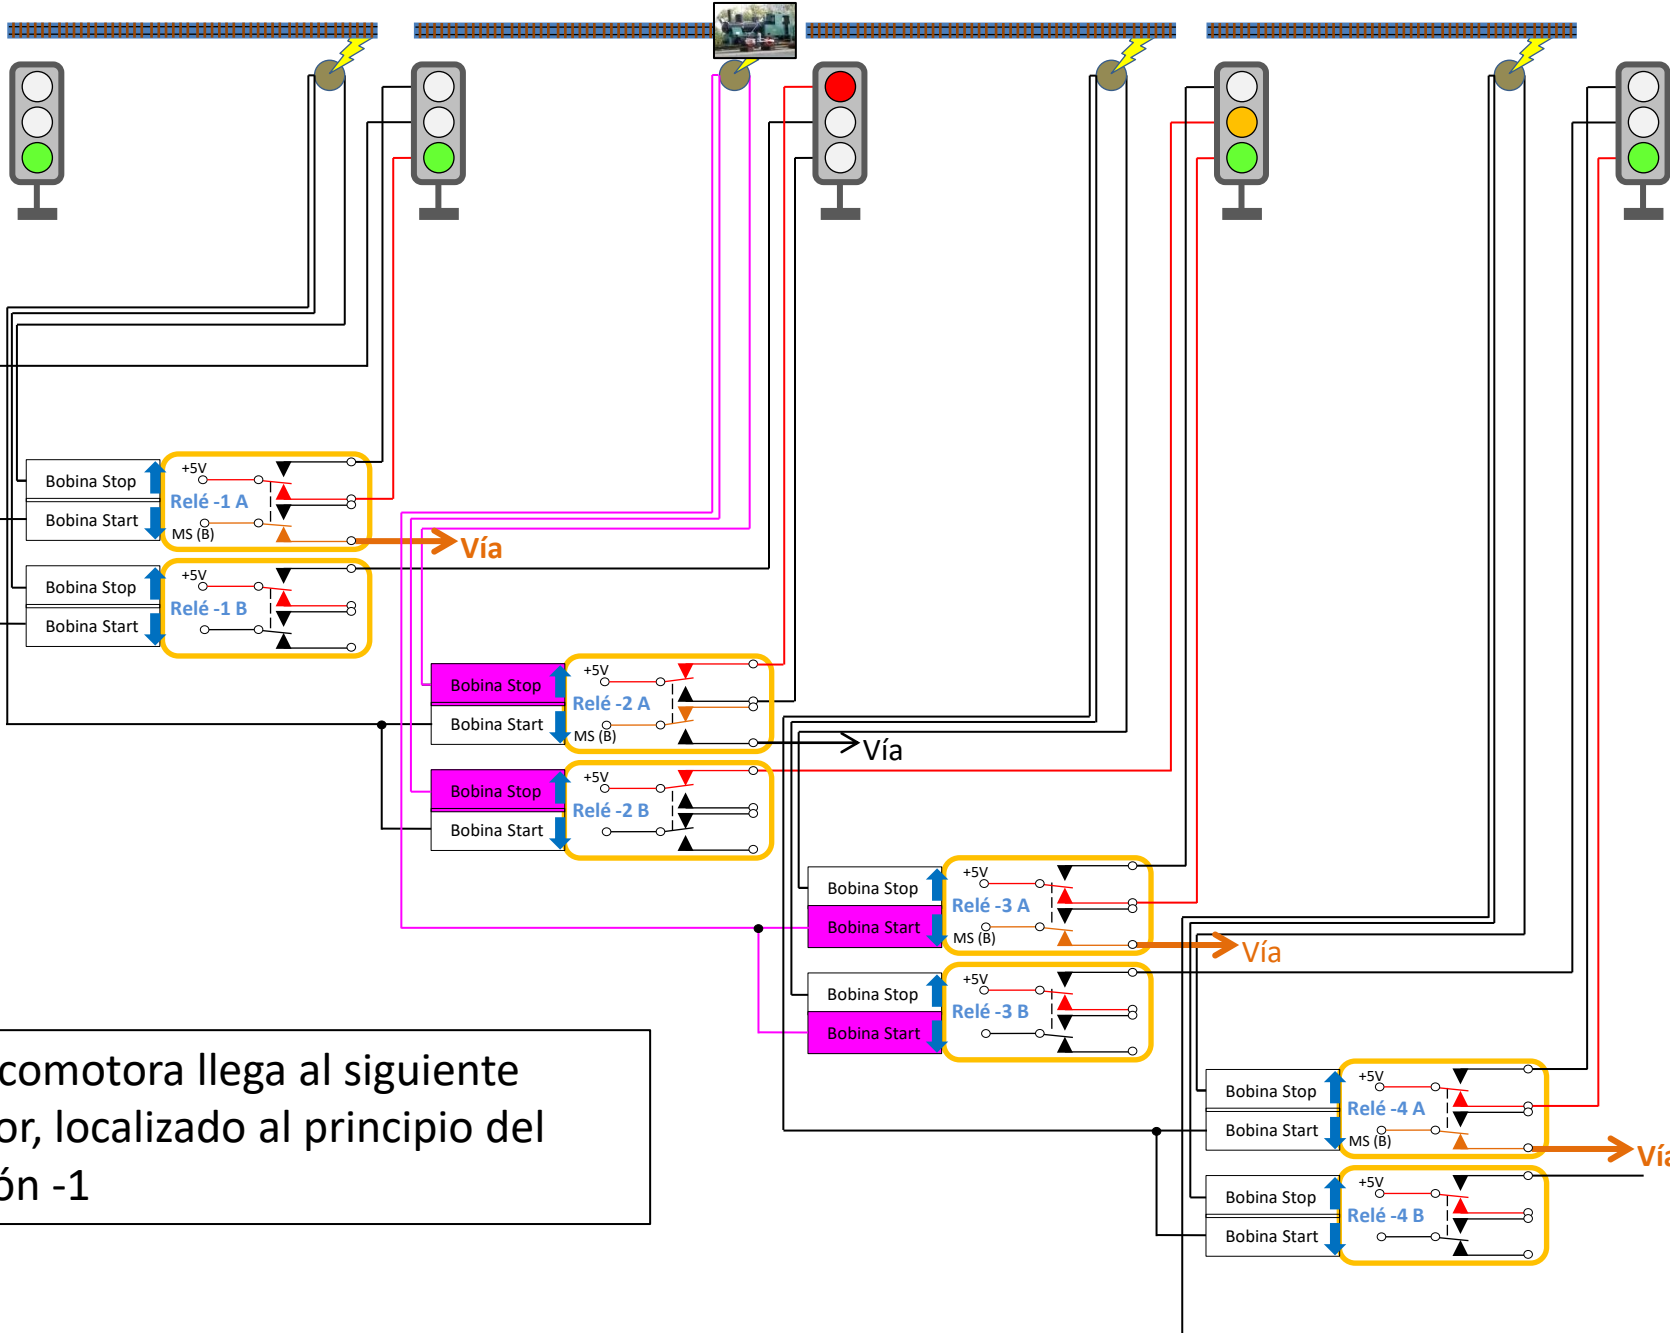 Bobina Stop
Bobina Start
+5V
Relé -1 A
MS (B)
Vía
Bobina Stop
Bobina Start
+5V
Relé -1 B
Bobina Stop
Bobina Start
+5V
Relé -2 A
MS (B)
Vía
Bobina Stop
Bobina Start
+5V
Relé -2 B
Bobina Stop
Bobina Start
+5V
Relé -3 A
MS (B)
Vía
Bobina Stop
Bobina Start
+5V
Relé -3 B
comotora llega al siguiente
or, localizado al principio del
ón -1
Bobina Stop
Bobina Start
+5V
Relé -4 A
MS (B)
Vía
Bobina Stop
Bobina Start
+5V
Relé -4 B